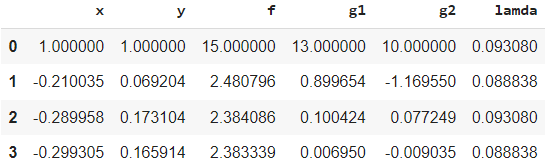 x y f g1 g2 lamda
0 1.000000 1.000000 15.000000 13.000000 10.000000 0.093080
1 -0.210035 0.069204 2.480796 0.899654 -1.169550 0.088838
2 -0.289958 0.173104 2.384086 0.100424 0.077249 0.093080
3 -0.299305 0.165914 2.383339 0.006950 -0.009035 0.088838